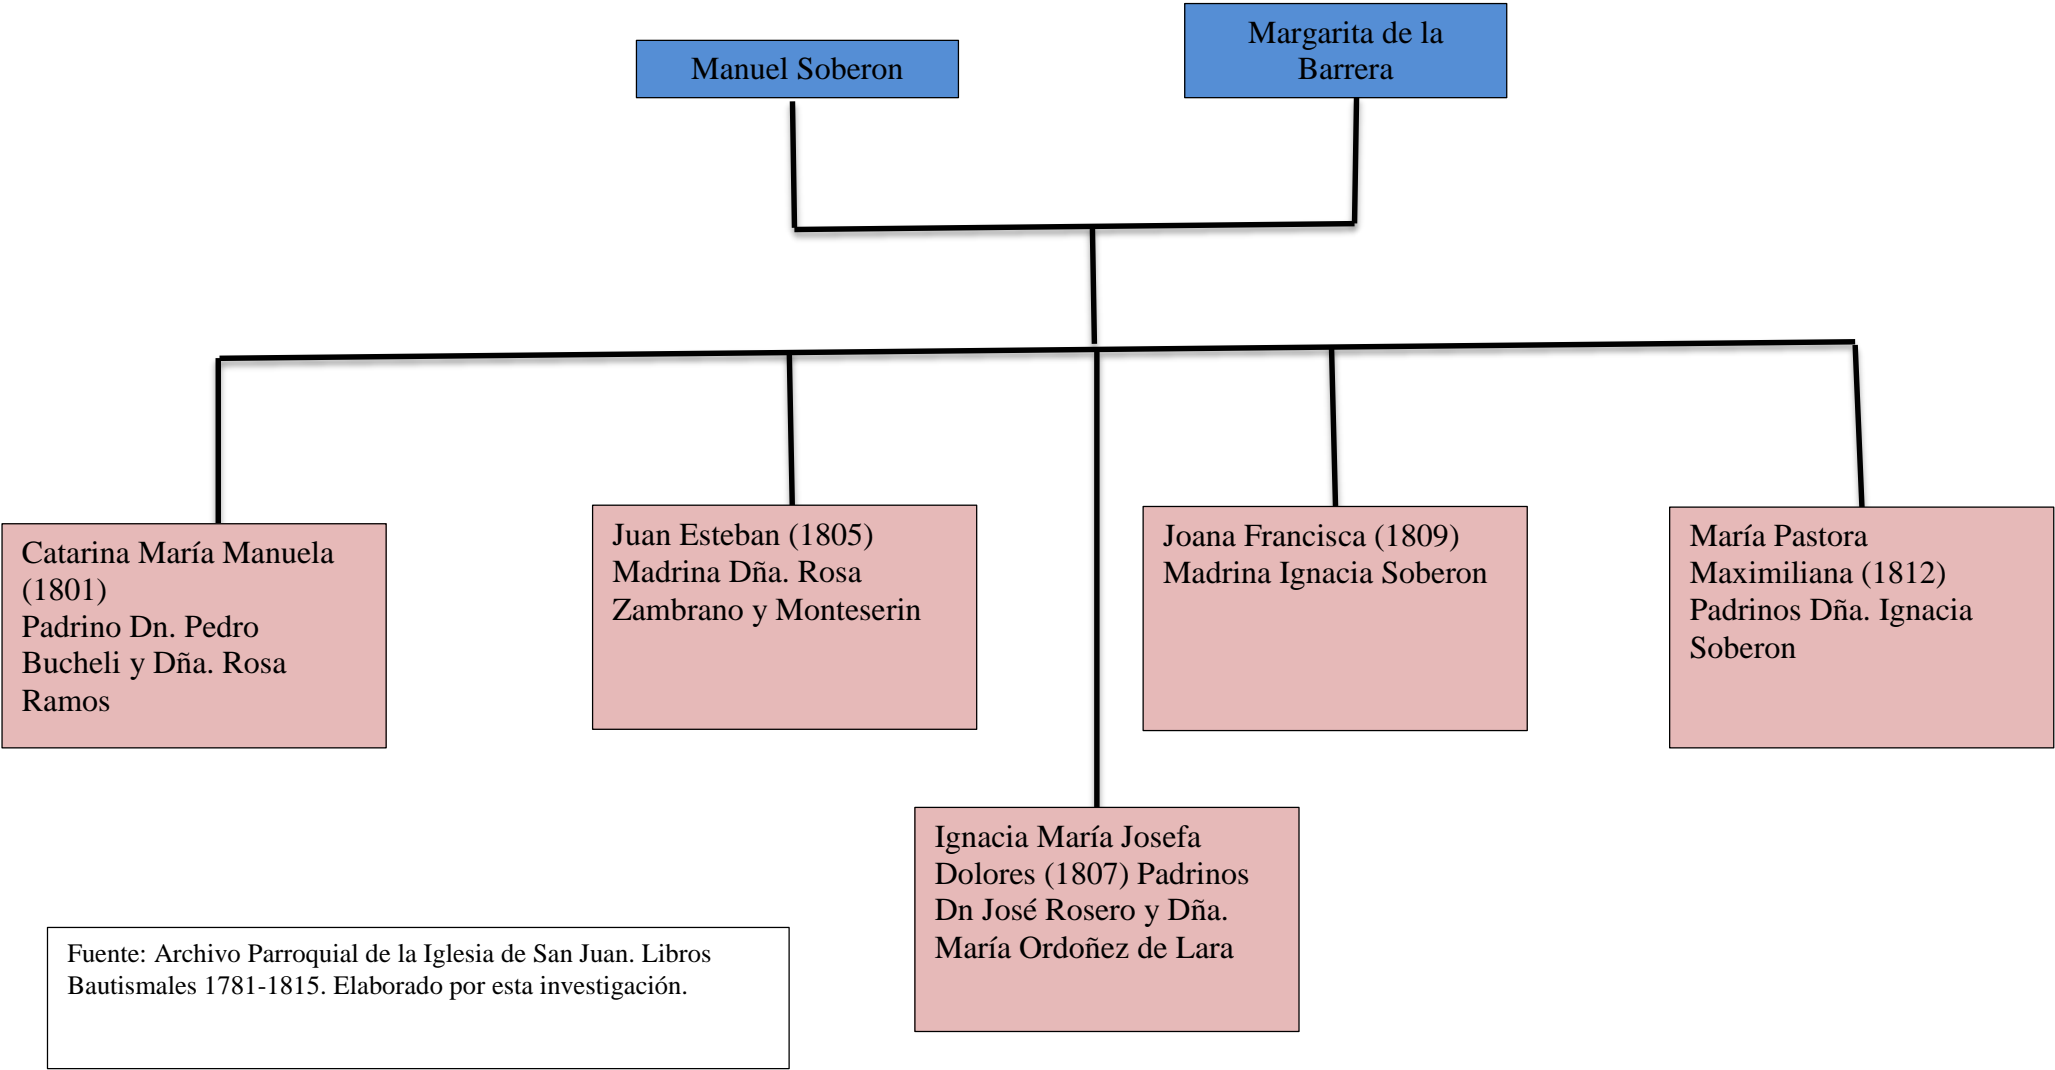 Manuel Soberon
Margarita de la
Barrera
Catarina María Manuela
(1801)
Padrino Dn. Pedro
Bucheli y Dña. Rosa
Ramos
Juan Esteban (1805)
Madrina Dña. Rosa
Zambrano y Monteserin
Joana Francisca (1809)
Madrina Ignacia Soberon
María Pastora
Maximiliana (1812)
Padrinos Dña. Ignacia
Soberon
Ignacia María Josefa
Dolores (1807) Padrinos
Dn José Rosero y Dña.
María Ordoñez de Lara
Fuente: Archivo Parroquial de la Iglesia de San Juan. Libros
Bautismales 1781-1815. Elaborado por esta investigación.